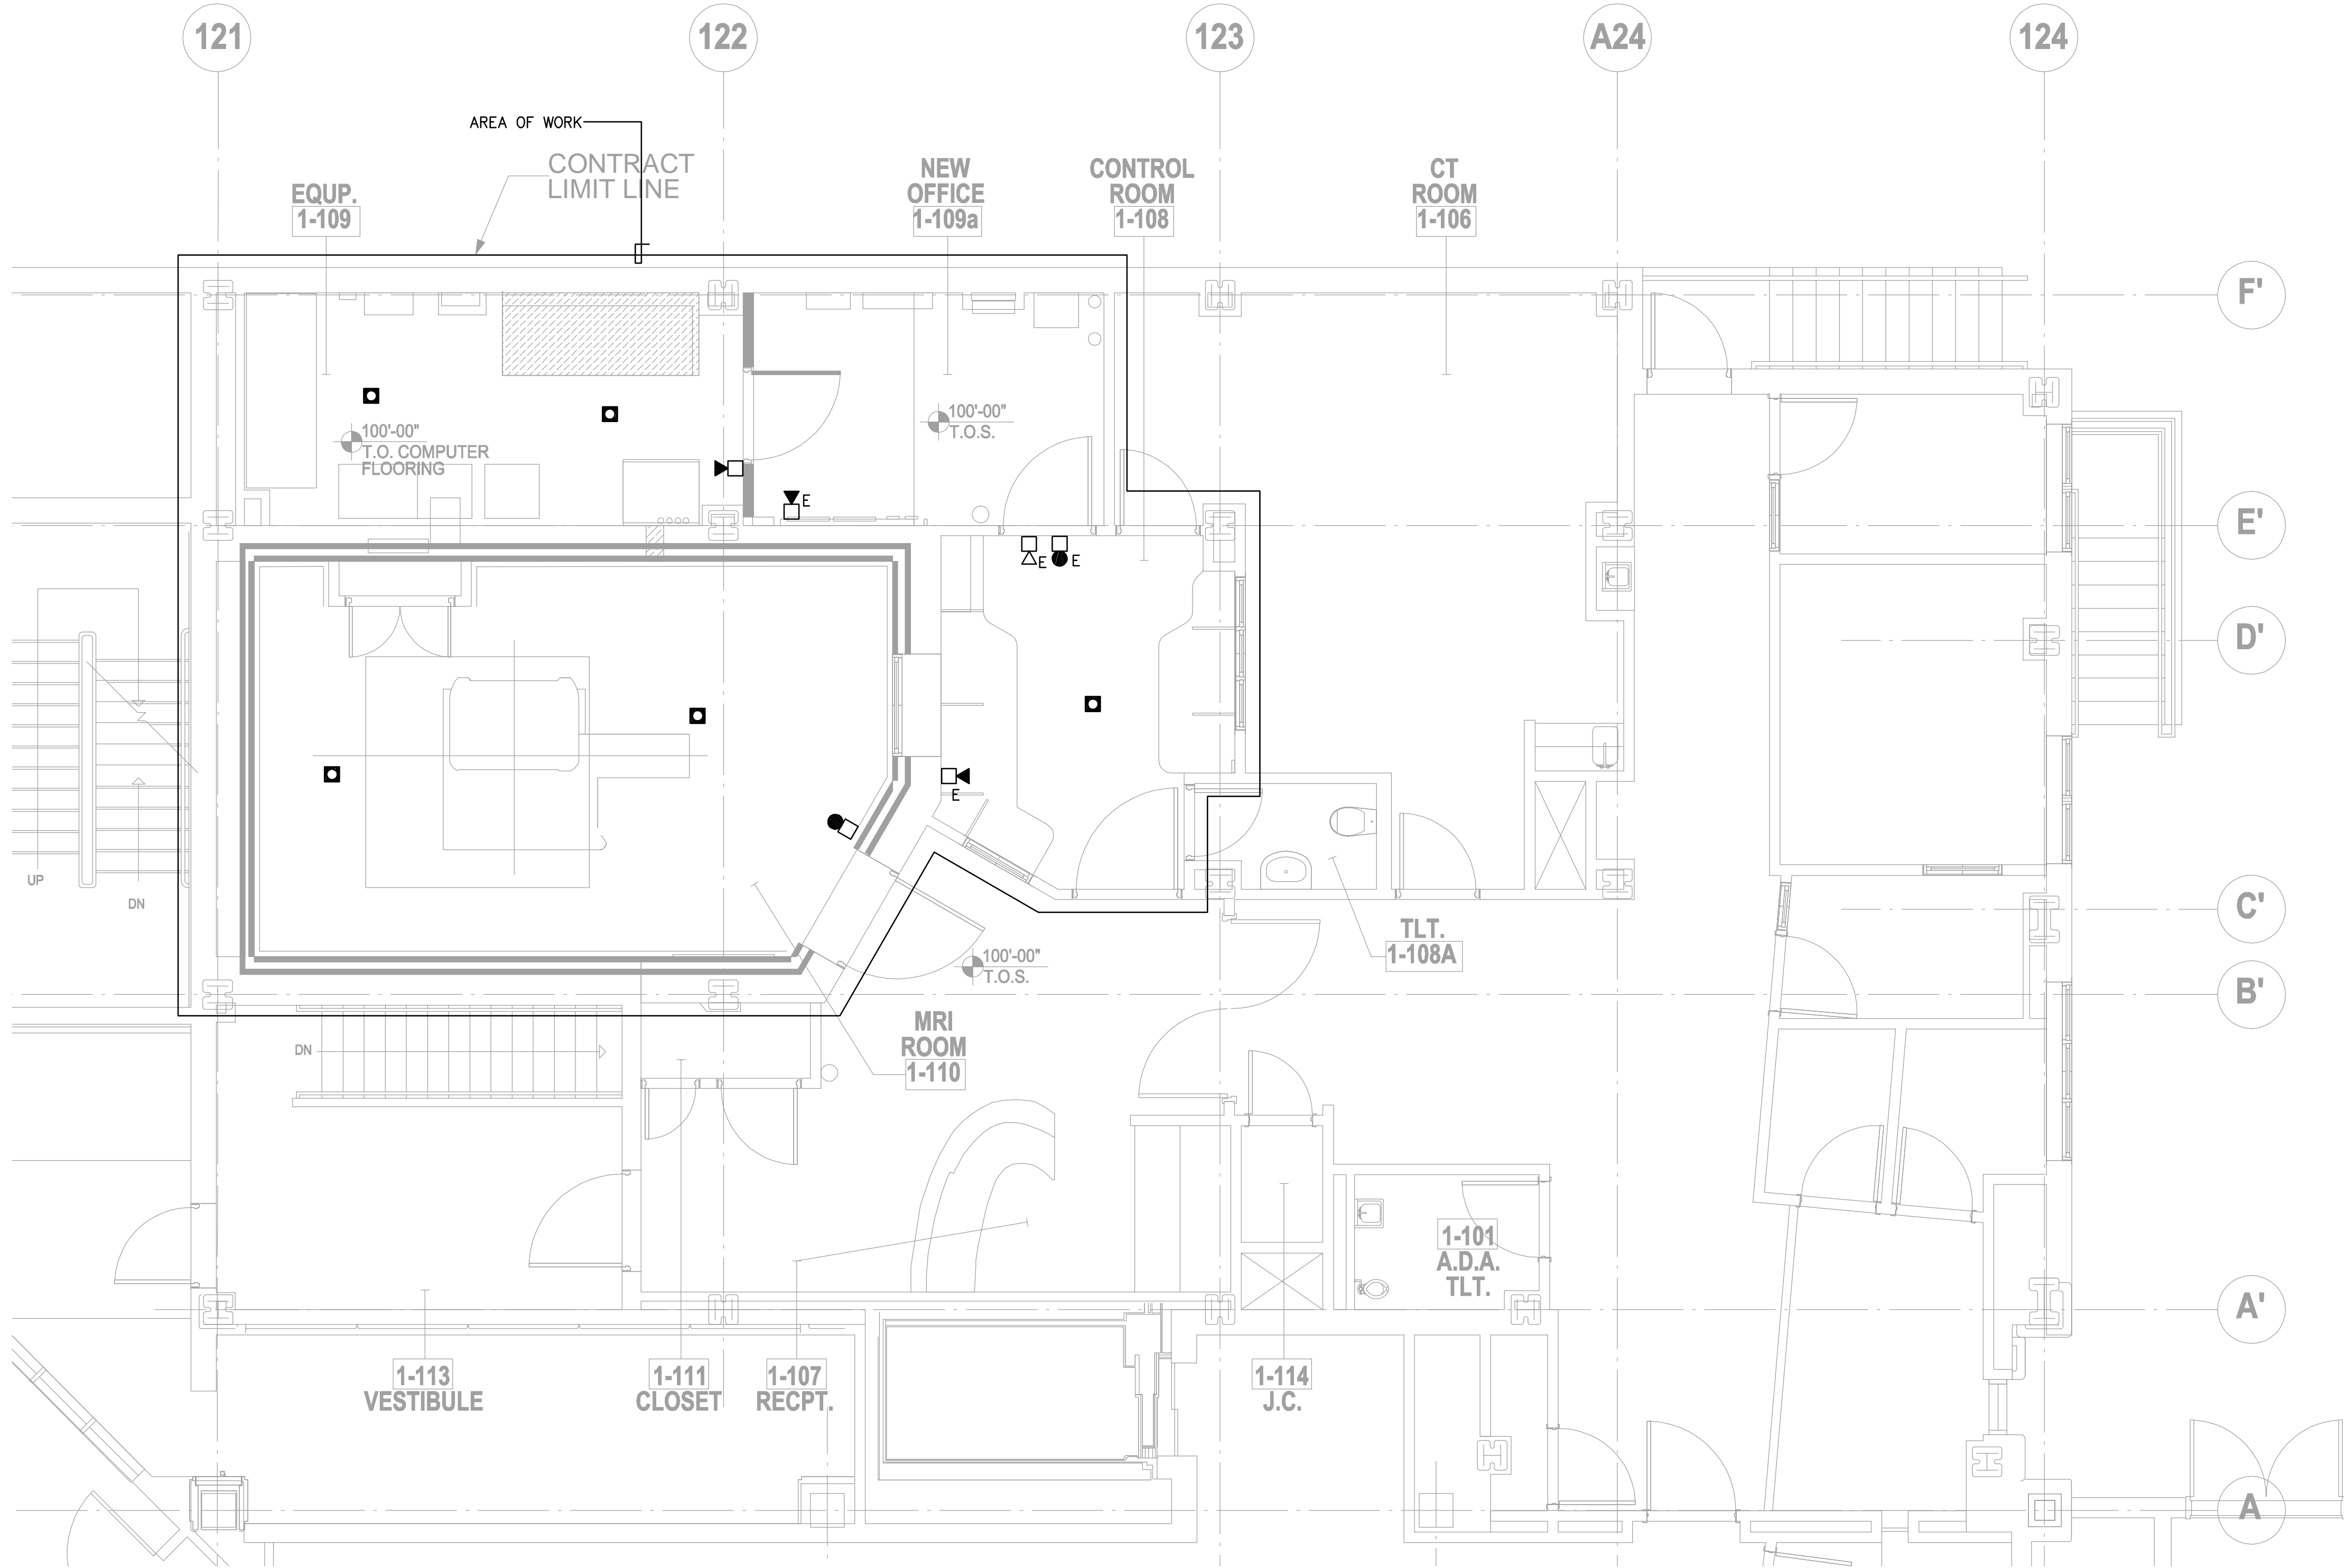 121
122
123
A24
124
AREA OF WORK
CONTRACT
LIMIT LINE
EQUP.
1-109
NEW
OFFICE
1-109a
CONTROL
ROOM
1-108
CT
ROOM
1-106
F'
100'-00"
T.O. COMPUTER
FLOORING
100'-00"
T.O.S.
E
E'
E
E
D'
E
UP
DN
C'
TLT.
1-108A
100'-00"
T.O.S.
B'
MRI
ROOM
1-110
DN
1-101
A.D.A.
TLT.
A'
1-113
VESTIBULE
1-111
CLOSET
1-107
RECPT.
1-114
J.C.
A